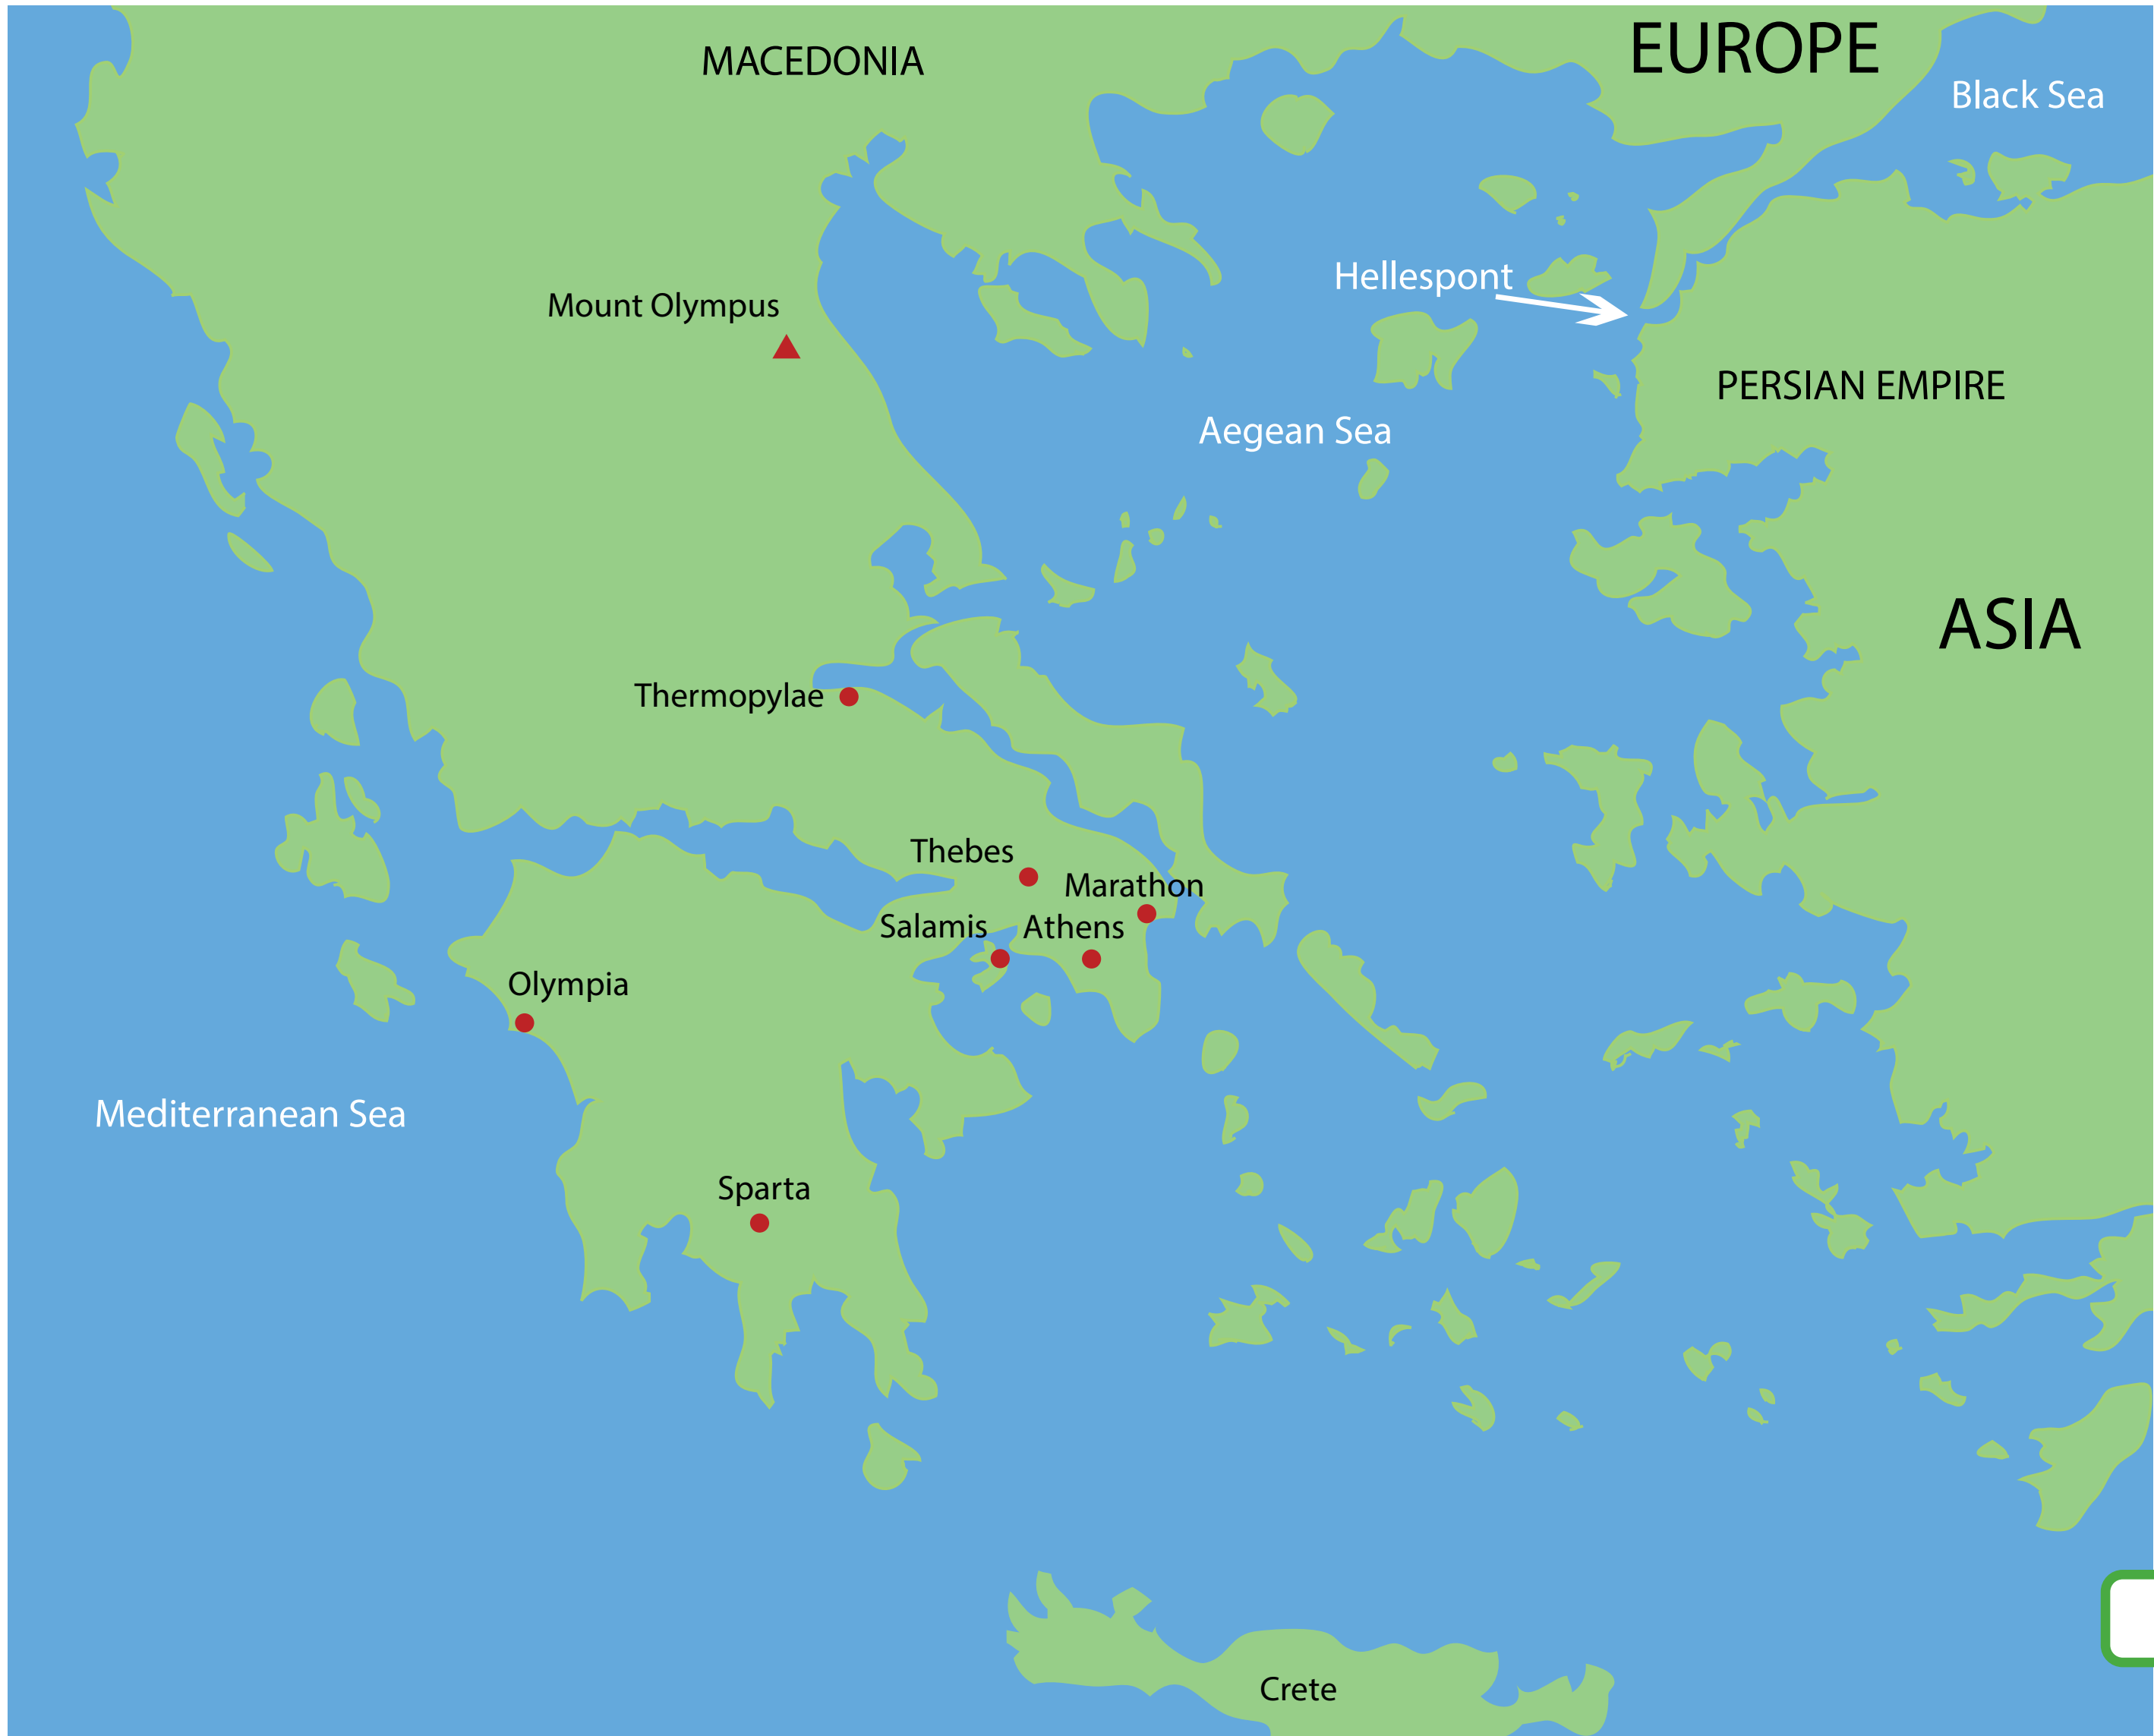 EUROPE
MACEDONIA
Black Sea
Hellespont
Mount Olympus
PERSIAN EMPIRE
Aegean Sea
ASIA
Thermopylae
Thebes
Marathon
Salamis
Athens
Olympia
Mediterranean Sea
Sparta
Crete